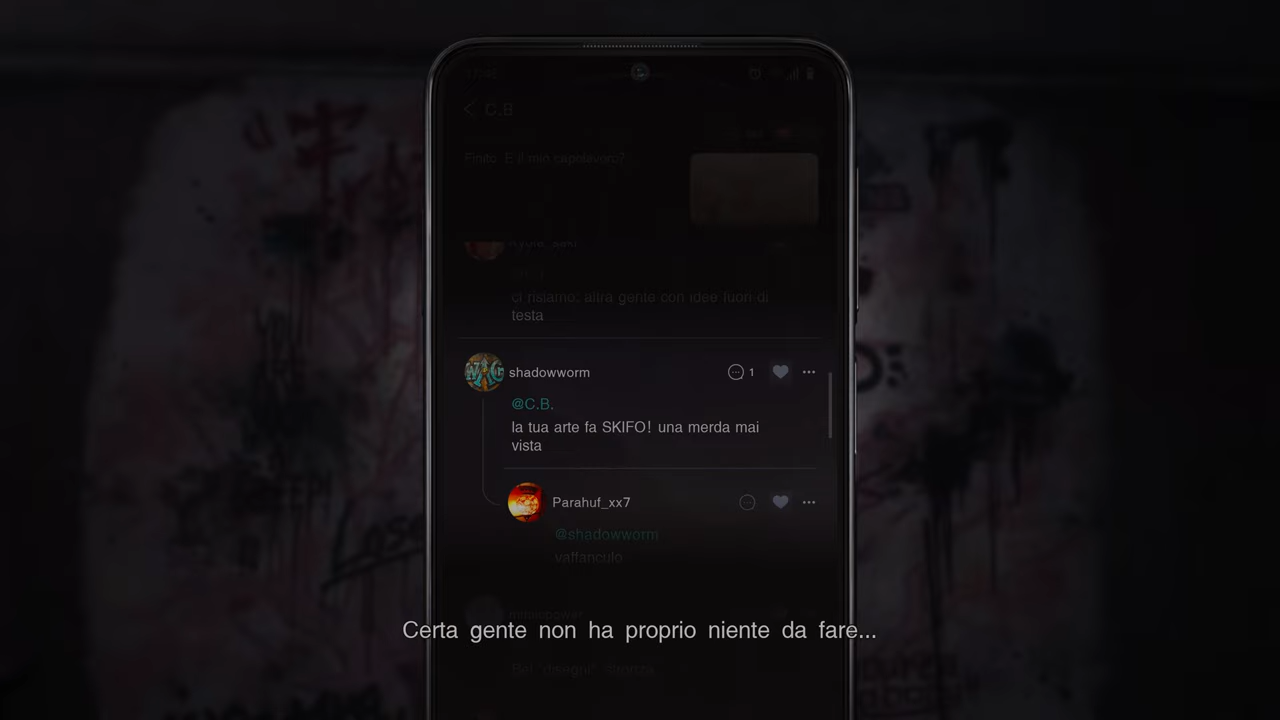 C.B
Finito. È il mio capolavoro?
ci risiamo: altra gente con idee fuori di
testa
shadowworm
1
@C.B.
la tua arte fa SKIFO! una merda mai
vista
Parahuf_xx7
@shadowworm
vaffanculo
Certa gente non ha proprio niente da fare...